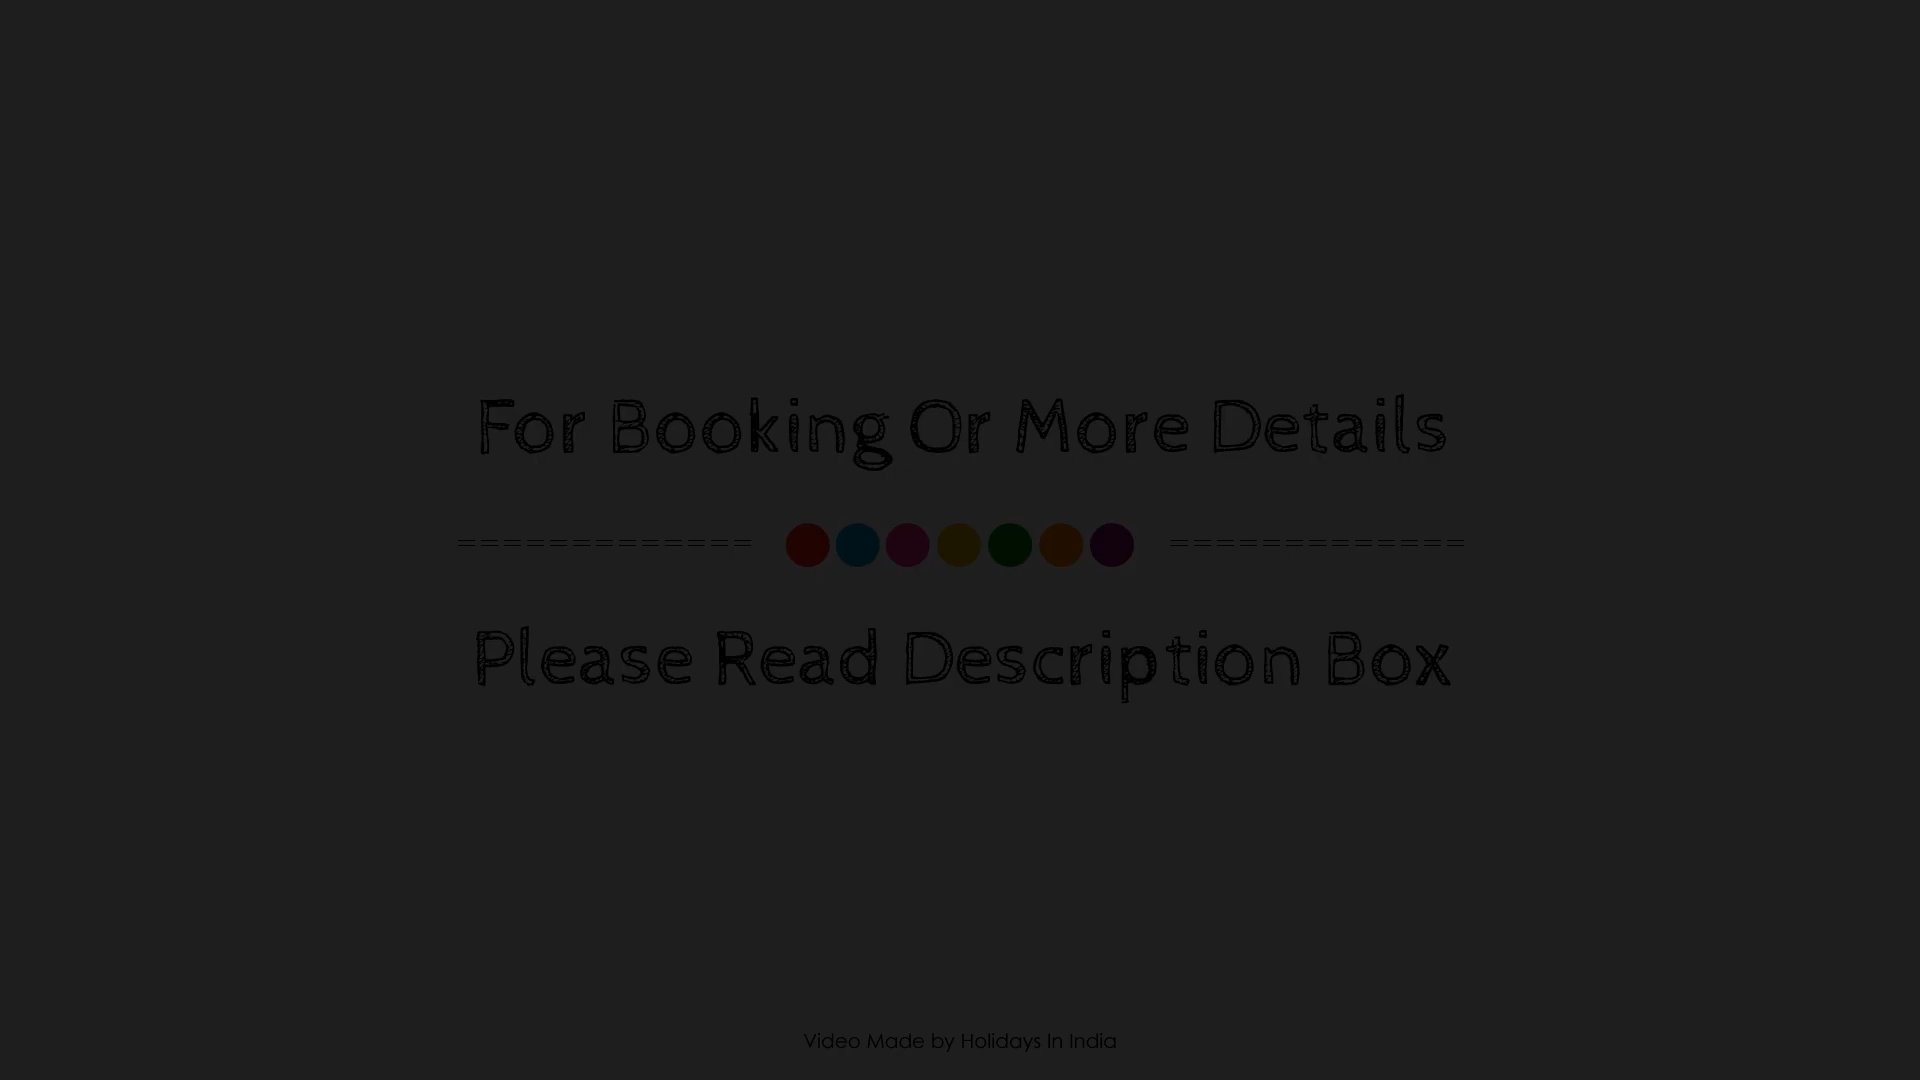 For Booking Or More Details
============= =============
Please Read Description Box
Video Made by Holidays In India